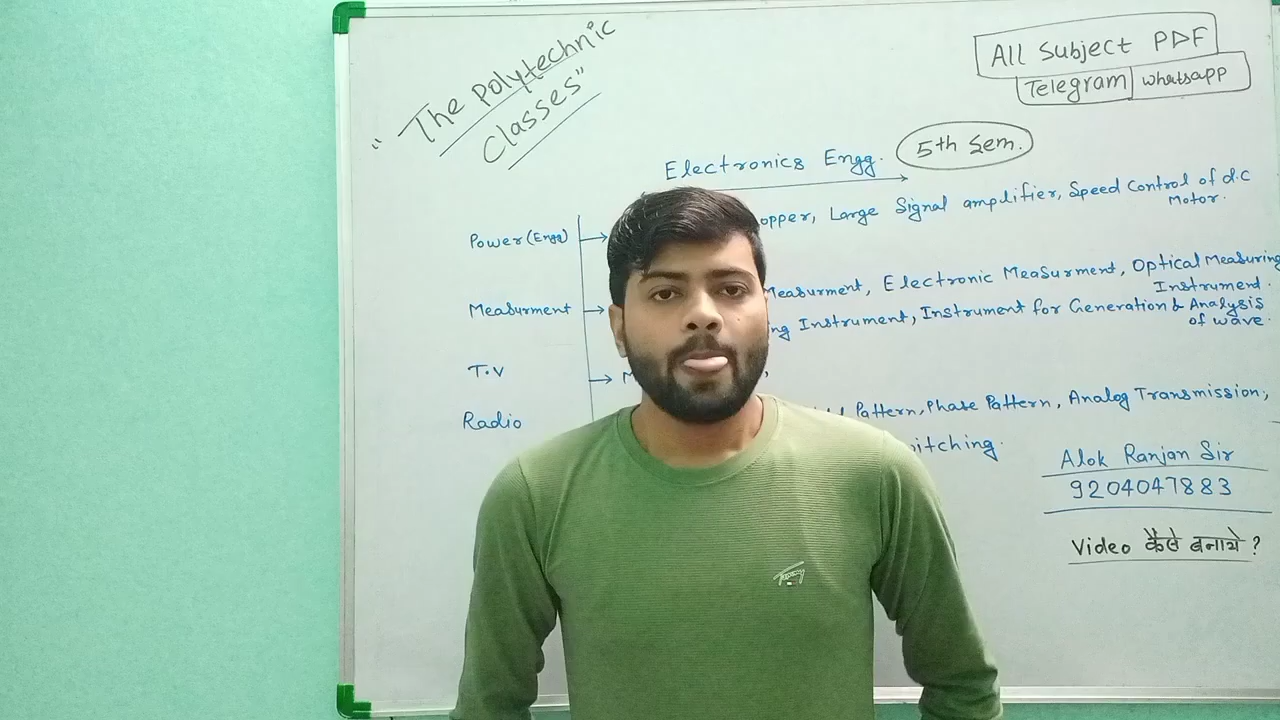 "The Polytechnic
Classes"
All Subject PDF
Telegram whatsapp
Electronics Engg. 5th Sem.
Power (Engg) opper, Large Signal amplifier, Speed Control of d.c
Motor.
Measurment Measurment, Electronic Measurment, Optical Measuring
Instrument.
ng Instrument, Instrument for Generation & Analysis
of wave.
T.V
Radio Pattern, Phase Pattern, Analog Transmission,
itching.
Alok Ranjan Sir
9204047883
Video कैसे बनाये ?